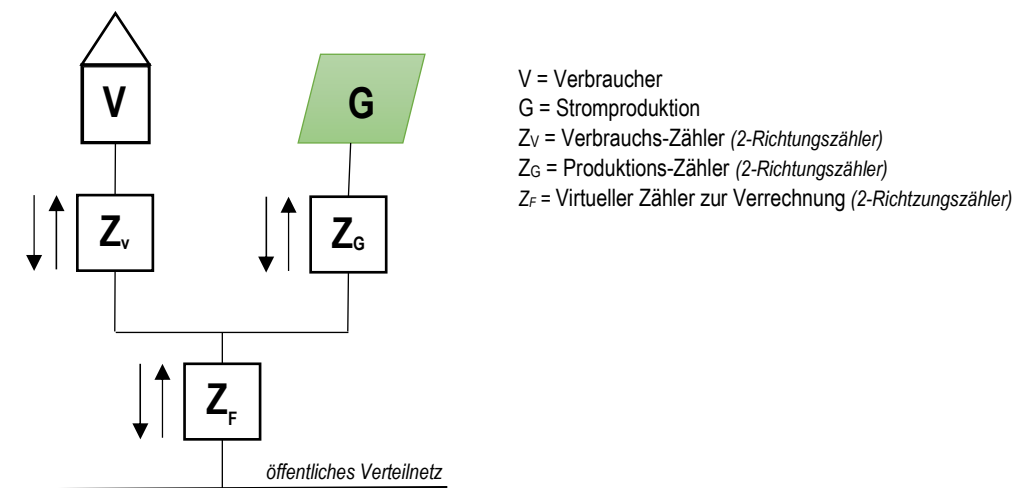 V
G
Zv
ZG
ZF
öffentliches Verteilnetz
V = Verbraucher
G = Stromproduktion
ZV = Verbrauchs-Zähler (2-Richtungszähler)
ZG = Produktions-Zähler (2-Richtungszähler)
ZF = Virtueller Zähler zur Verrechnung (2-Richtzungszähler)